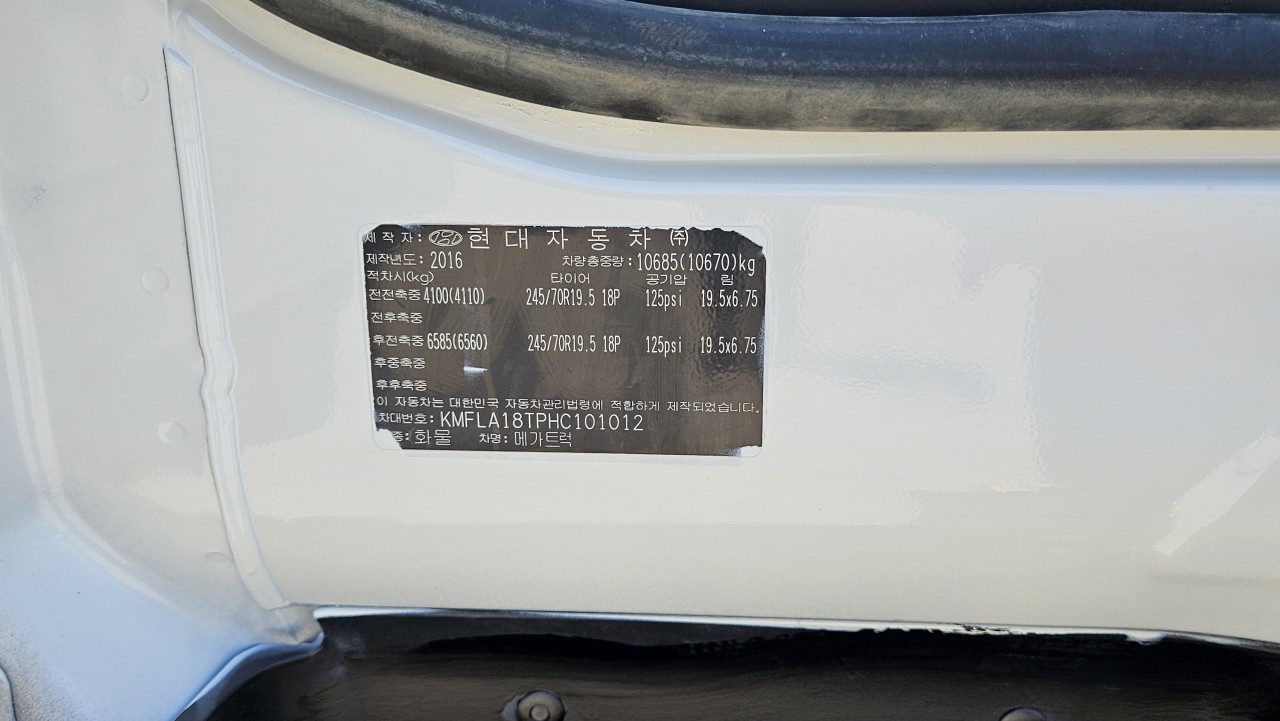 제 작 자: 현 대 자 동 차 ㈜
제작년도: 2016 차량총중량: 10685(10670)kg
적차시(kg) 타이어 공기압 림
전전축중 4100(4110) 245/70R19.5 18P 125psi 19.5x6.75
전후축중
후전축중 6585(6560) 245/70R19.5 18P 125psi 19.5x6.75
후중축중
후후축중
이 자동차는 대한민국 자동차관리법령에 적합하게 제작되었습니다.
차대번호: KMFLA18TPHC101012
종: 화물 차명: 메가트럭